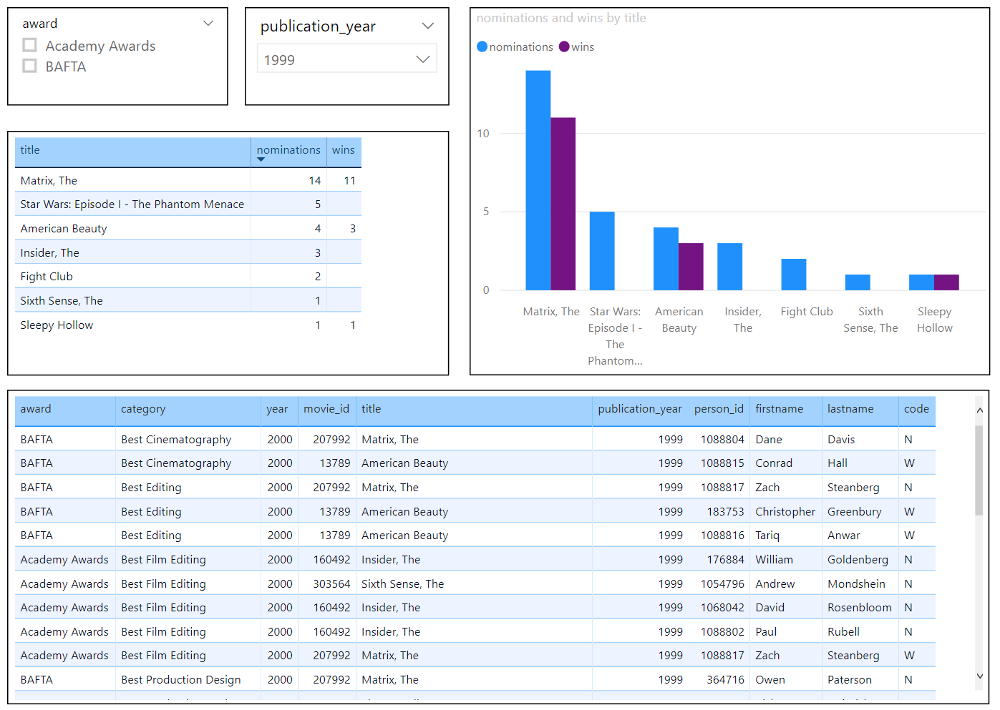 award
Academy Awards
BAFTA
publication_year
1999
nominations and wins by title
nominations wins
10
5
0
Matrix, The
Star Wars:
Episode I -
The
Phantom...
American
Beauty
Insider,
The
Fight Club
Sixth
Sense, The
Sleepy
Hollow
title nominations wins
Matrix, The 14 11
Star Wars: Episode I - The Phantom Menace 5
American Beauty 4 3
Insider, The 3
Fight Club 2
Sixth Sense, The 1
Sleepy Hollow 1 1
award category year movie_id title publication_year person_id firstname lastname code
BAFTA Best Cinematography 2000 207992 Matrix, The 1999 1088804 Dane Davis N
BAFTA Best Cinematography 2000 13789 American Beauty 1999 1088815 Conrad Hall W
BAFTA Best Editing 2000 207992 Matrix, The 1999 1088817 Zach Steanberg N
BAFTA Best Editing 2000 13789 American Beauty 1999 183753 Christopher Greenbury W
BAFTA Best Editing 2000 13789 American Beauty 1999 1088816 Tariq Anwar W
Academy Awards Best Film Editing 2000 160492 Insider, The 1999 176884 William Goldenberg N
Academy Awards Best Film Editing 2000 303564 Sixth Sense, The 1999 1054796 Andrew Mondshein N
Academy Awards Best Film Editing 2000 160492 Insider, The 1999 1068042 David Rosenbloom N
Academy Awards Best Film Editing 2000 160492 Insider, The 1999 1088802 Paul Rubell N
Academy Awards Best Film Editing 2000 207992 Matrix, The 1999 1088817 Zach Steanberg W
BAFTA Best Production Design 2000 207992 Matrix, The 1999 364716 Owen Paterson N